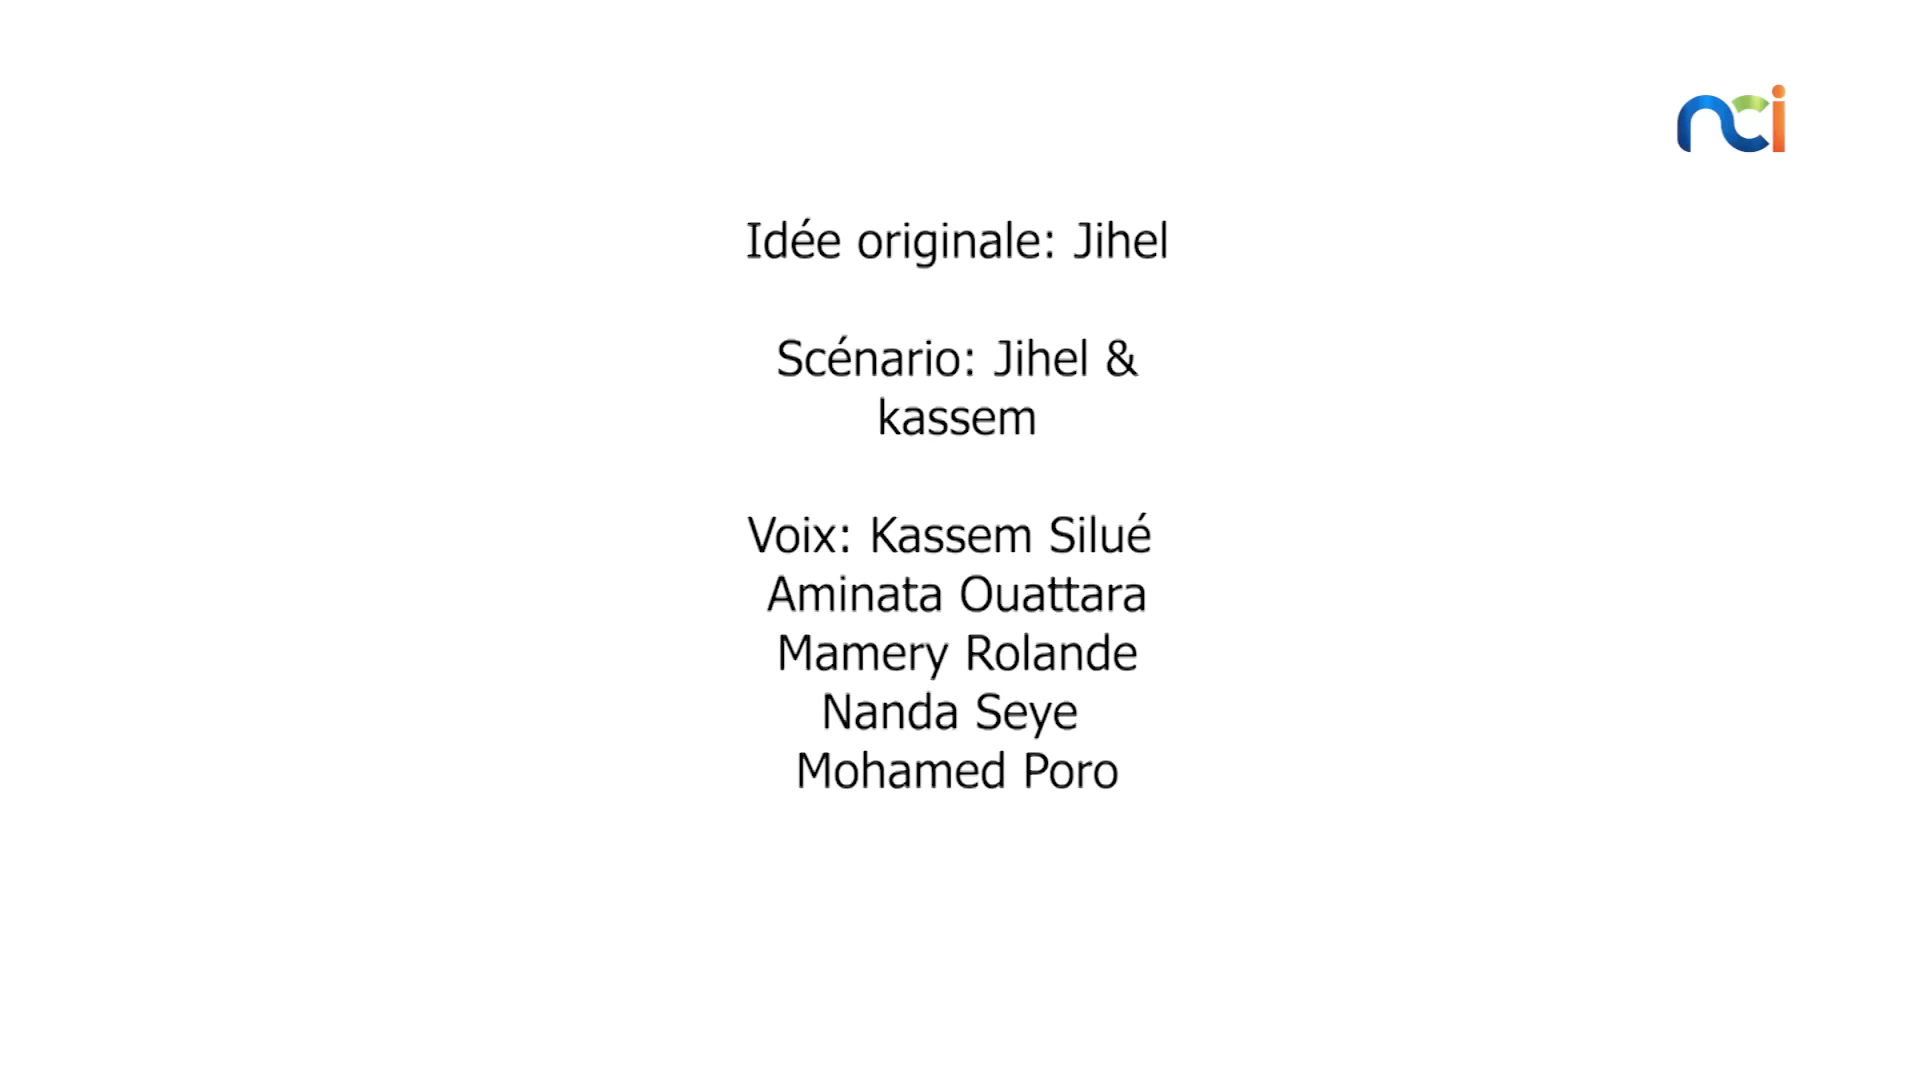 nci
Idée originale: Jihel
Scénario: Jihel &
kassem
Voix: Kassem Silué
Aminata Ouattara
Mamery Rolande
Nanda Seye
Mohamed Poro